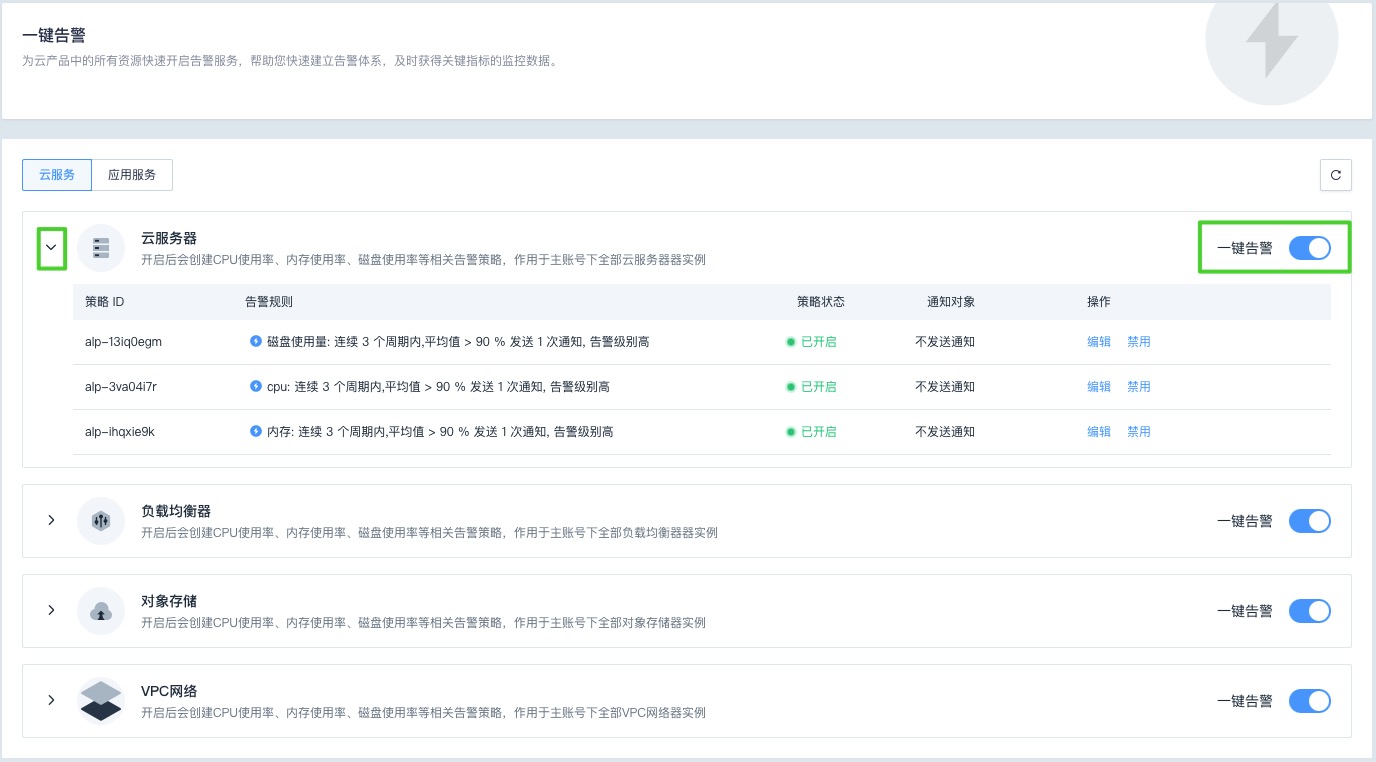 一键告警
为云产品中的所有资源快速开启告警服务，帮助您快速建立告警体系，及时获得关键指标的监控数据。
云服务 应用服务
云服务器
开启后会创建CPU使用率、内存使用率、磁盘使用率等相关告警策略，作用于主账号下全部云服务器器实例
一键告警
策略 ID 告警规则 策略状态 通知对象 操作
alp-13iq0egm 磁盘使用量: 连续 3 个周期内,平均值 > 90 % 发送 1 次通知, 告警级别高 已开启 不发送通知 编辑 禁用
alp-3va04i7r cpu: 连续 3 个周期内,平均值 > 90 % 发送 1 次通知, 告警级别高 已开启 不发送通知 编辑 禁用
alp-ihqxie9k 内存: 连续 3 个周期内,平均值 > 90 % 发送 1 次通知, 告警级别高 已开启 不发送通知 编辑 禁用
负载均衡器
开启后会创建CPU使用率、内存使用率、磁盘使用率等相关告警策略，作用于主账号下全部负载均衡器器实例
一键告警
对象存储
开启后会创建CPU使用率、内存使用率、磁盘使用率等相关告警策略，作用于主账号下全部对象存储器实例
一键告警
VPC网络
开启后会创建CPU使用率、内存使用率、磁盘使用率等相关告警策略，作用于主账号下全部VPC网络器实例
一键告警